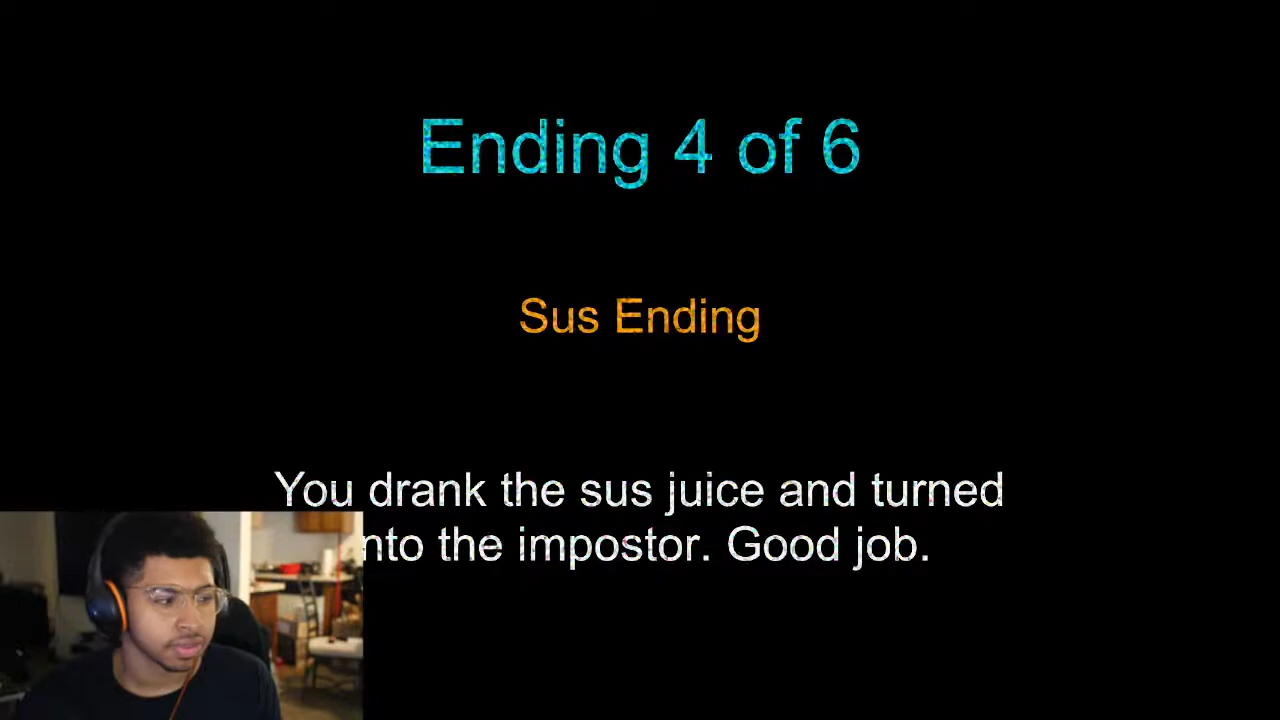 Ending 4 of 6
Sus Ending
You drank the sus juice and turned
nto the impostor. Good job.